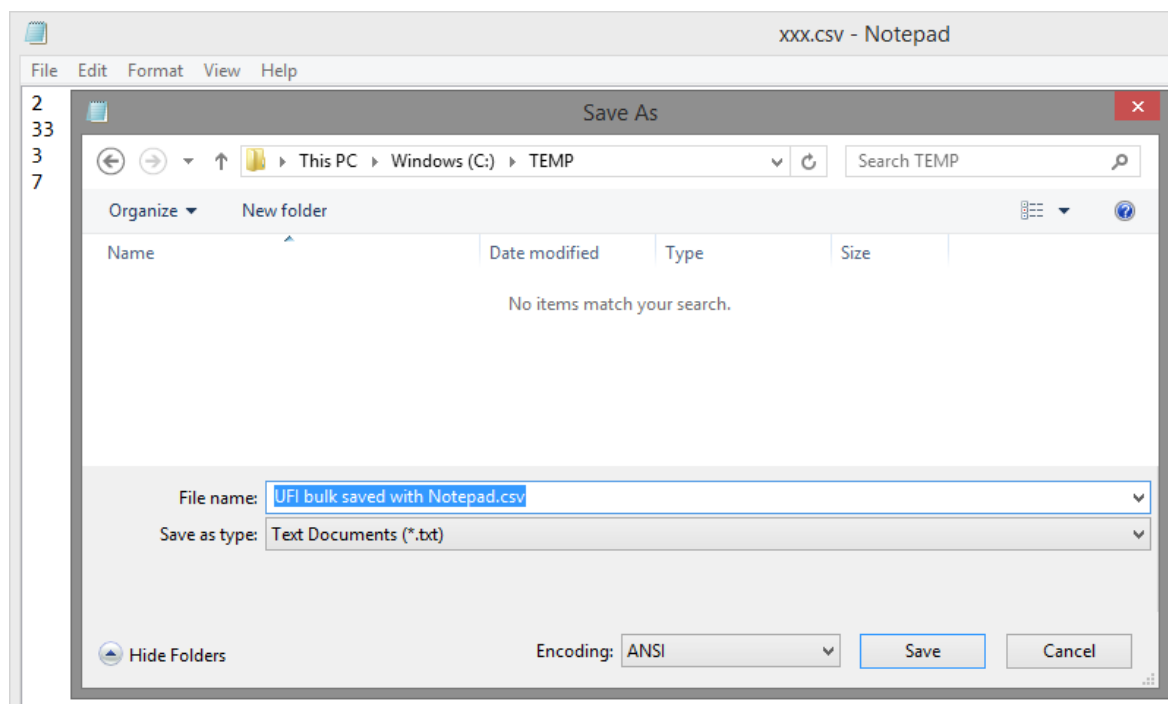 xxx.csv - Notepad
File Edit Format View Help
2
33
3
7
Save As
This PC Windows (C:) TEMP Search TEMP
Organize New folder
Name Date modified Type Size
No items match your search.
File name: UFI bulk saved with Notepad.csv
Save as type: Text Documents (*.txt)
Hide Folders Encoding: ANSI Save Cancel